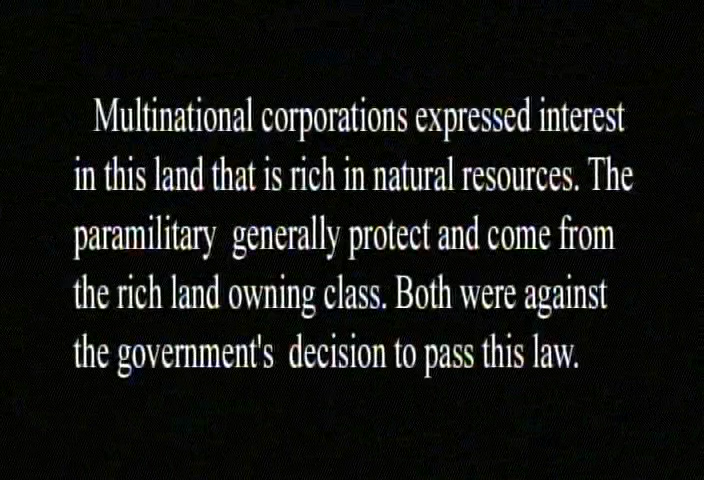 Multinational corporations expressed interest
in this land that is rich in natural resources. The
paramilitary generally protect and come from
the rich land owning class. Both were against
the government's decision to pass this law.